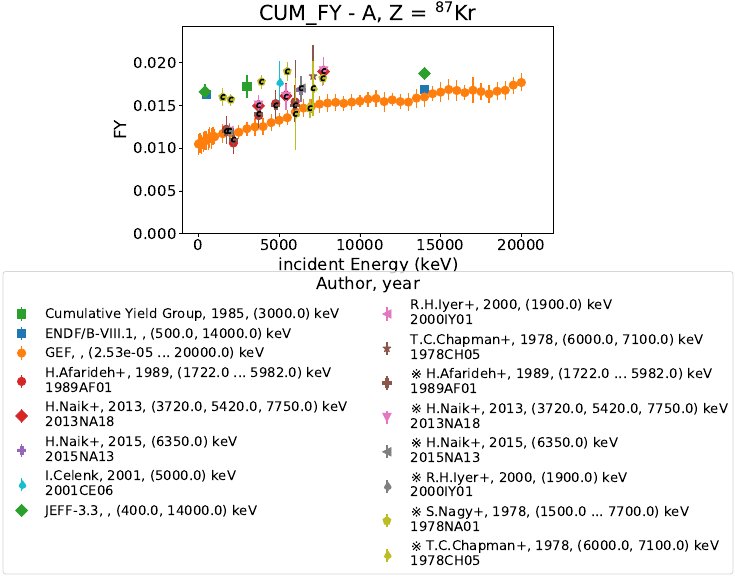 CUM_FY - A, Z = ⁸⁷Kr
FY
0.020
0.015
0.010
0.005
0.000
0 5000 10000 15000 20000
incident Energy (keV)
Author, year
Cumulative Yield Group, 1985, (3000.0) keV
ENDF/B-VIII.1, , (500.0, 14000.0) keV
GEF, , (2.53e-05 ... 20000.0) keV
H.Afarideh+, 1989, (1722.0 ... 5982.0) keV
1989AF01
H.Naik+, 2013, (3720.0, 5420.0, 7750.0) keV
2013NA18
H.Naik+, 2015, (6350.0) keV
2015NA13
I.Celenk, 2001, (5000.0) keV
2001CE06
JEFF-3.3, , (400.0, 14000.0) keV
R.H.Iyer+, 2000, (1900.0) keV
2000IY01
T.C.Chapman+, 1978, (6000.0, 7100.0) keV
1978CH05
※ H.Afarideh+, 1989, (1722.0 ... 5982.0) keV
1989AF01
※ H.Naik+, 2013, (3720.0, 5420.0, 7750.0) keV
2013NA18
※ H.Naik+, 2015, (6350.0) keV
2015NA13
※ R.H.Iyer+, 2000, (1900.0) keV
2000IY01
※ S.Nagy+, 1978, (1500.0 ... 7700.0) keV
1978NA01
※ T.C.Chapman+, 1978, (6000.0, 7100.0) keV
1978CH05